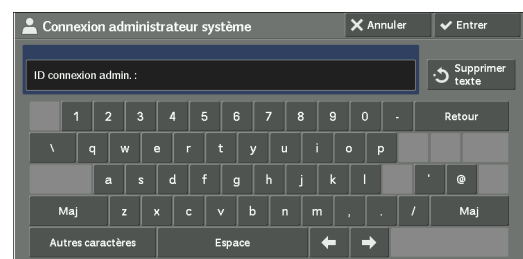 Connexion administrateur système
Annuler
Entrer
ID connexion admin. :
Supprimer
texte
1 2 3 4 5 6 7 8 9 0 - Retour
\ q w e r t y u i o p
a s d f g h j k l ' @
Maj z x c v b n m , . / Maj
Autres caractères Espace